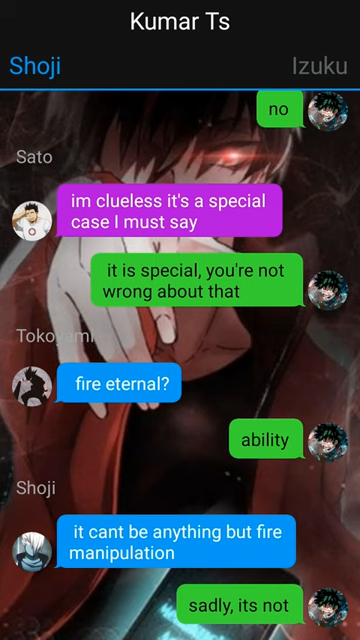 Kumar Ts
Shoji
Izuku
no
Sato
im clueless it's a special
case I must say
it is special, you're not
wrong about that
Tokoyami
fire eternal?
ability
Shoji
it cant be anything but fire
manipulation
sadly, its not